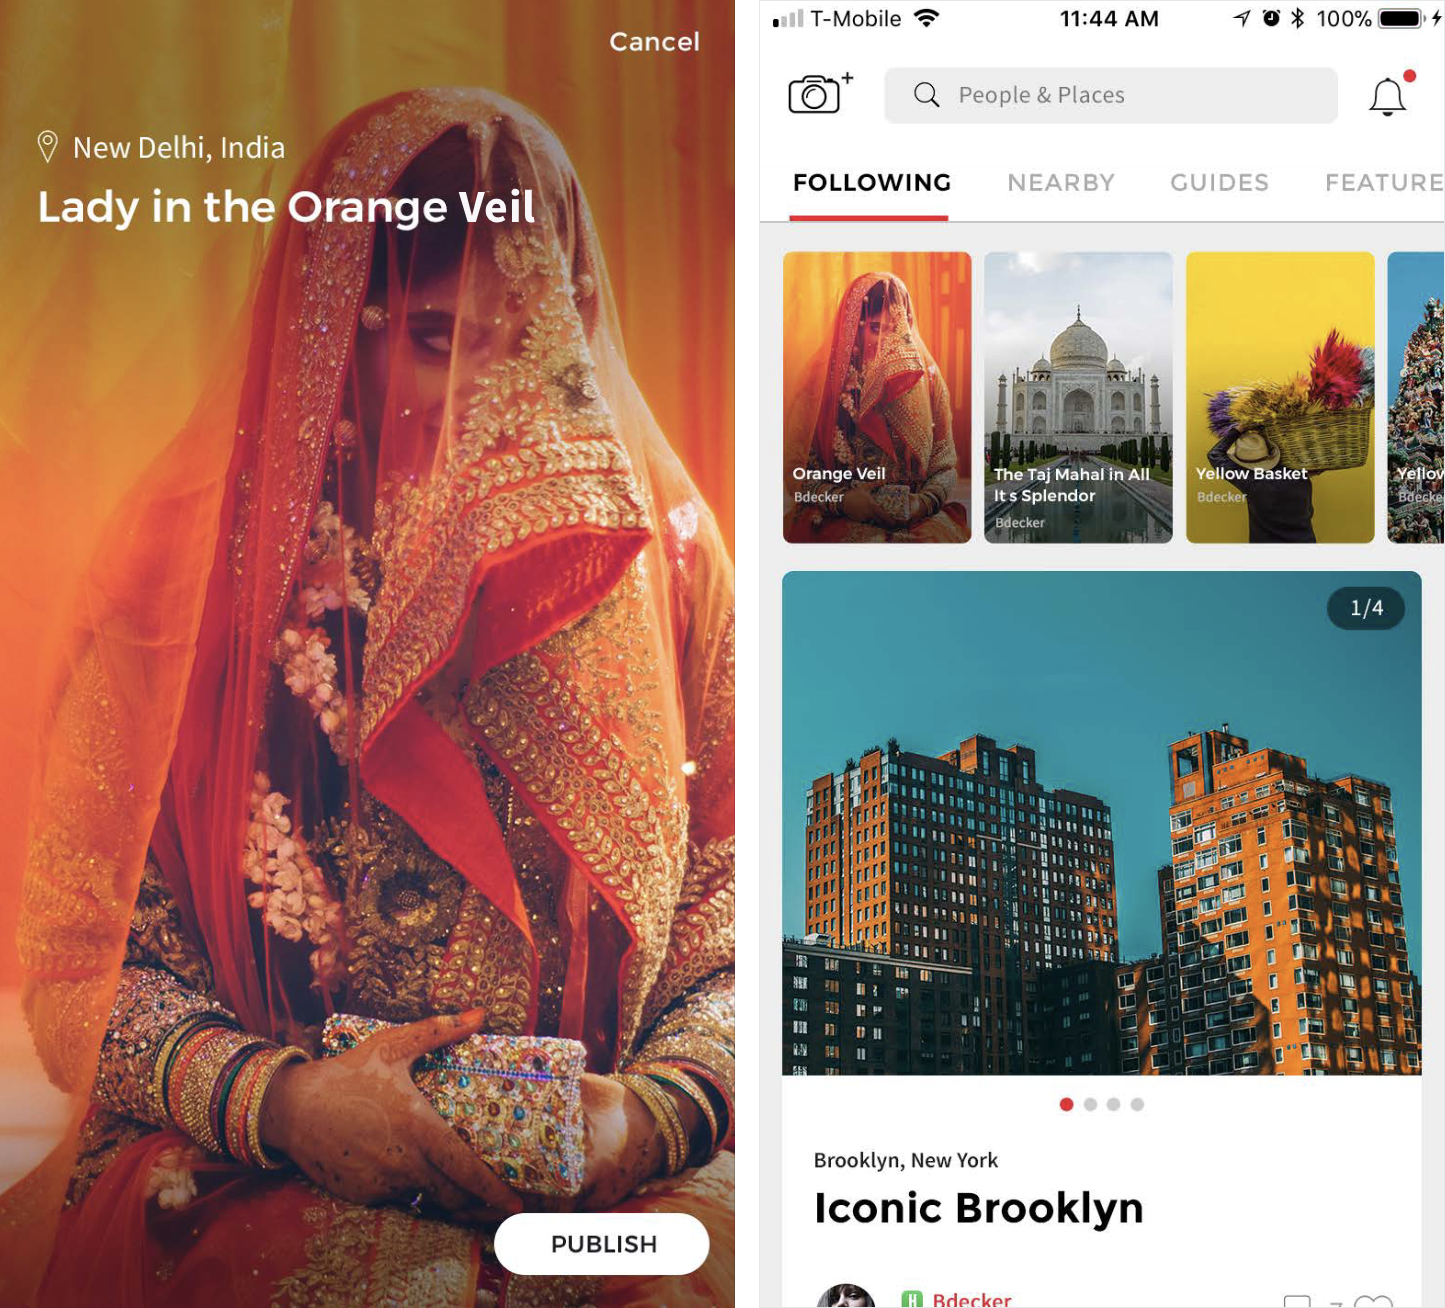 Cancel
New Delhi, India
Lady in the Orange Veil
PUBLISH
T-Mobile
11:44 AM
100%
People & Places
FOLLOWING
NEARBY
GUIDES
FEATURE
Orange Veil
Bdecker
The Taj Mahal in All
It s Splendor
Bdecker
Yellow Basket
Bdecker
Yellov
Bdecke
1/4
Brooklyn, New York
Iconic Brooklyn
Bdecker